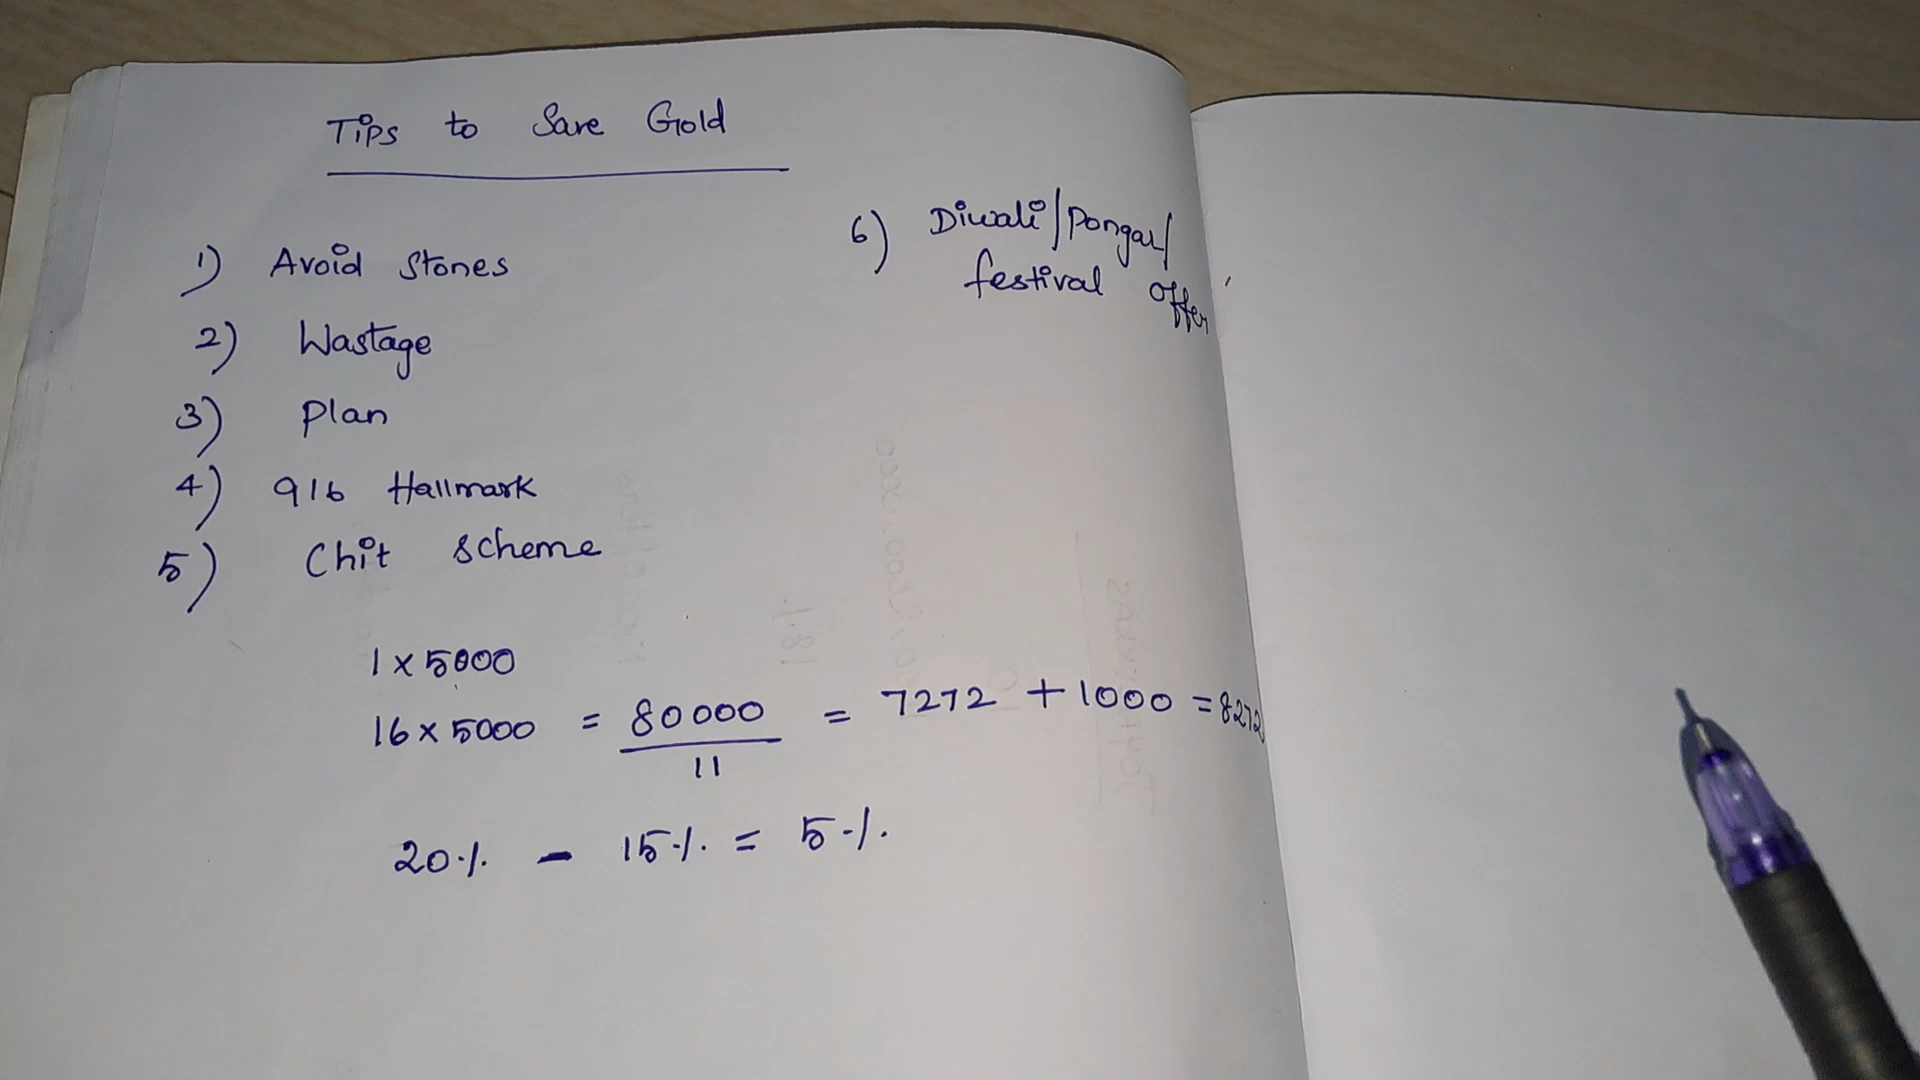 Tips to Save Gold
1) Avoid Stones
2) Wastage
3) Plan
4) 916 Hallmark
5) Chit Scheme
1 x 5000
16 x 5000 = 80000 / 11 = 7272 + 1000 = 8272
20% - 15% = 5%
6) Diwali/Pongal/
festival offer